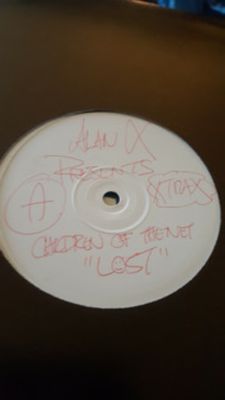 ALAN X
PRESENTS
A
XTRAX
CHILDREN OF THE NET
"LOST"